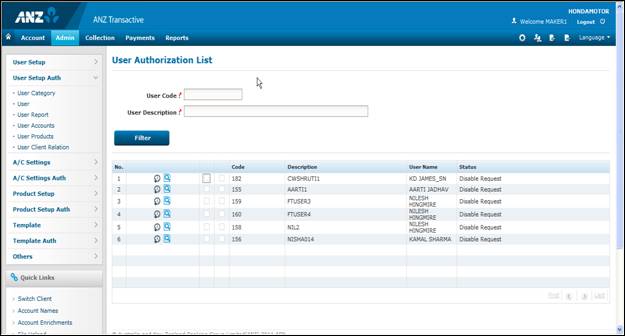 ANZ
ANZ Transactive
HONDAMOTOR
Welcome MAKER1 Logout
Account Admin Collection Payments Reports
Language
User Setup
User Setup Auth
User Category
User
User Report
User Accounts
User Products
User Client Relation
A/C Settings
A/C Settings Auth
Product Setup
Product Setup Auth
Template
Template Auth
Others
Quick Links
Switch Client
Account Names
Account Enrichments
User Authorization List
User Code
User Description
Filter
No. Code Description User Name Status
1 182 CWSHRUTI1 KD JAMES_SN Disable Request
2 155 AARTI1 AARTI JADHAV Disable Request
3 159 FTUSER3 NILESH HINGMIRE Disable Request
4 160 FTUSER4 NILESH HINGMIRE Disable Request
5 158 NIL2 NILESH HINGMIRE Disable Request
6 156 NISHA014 KAMAL SHARMA Disable Request
First Last